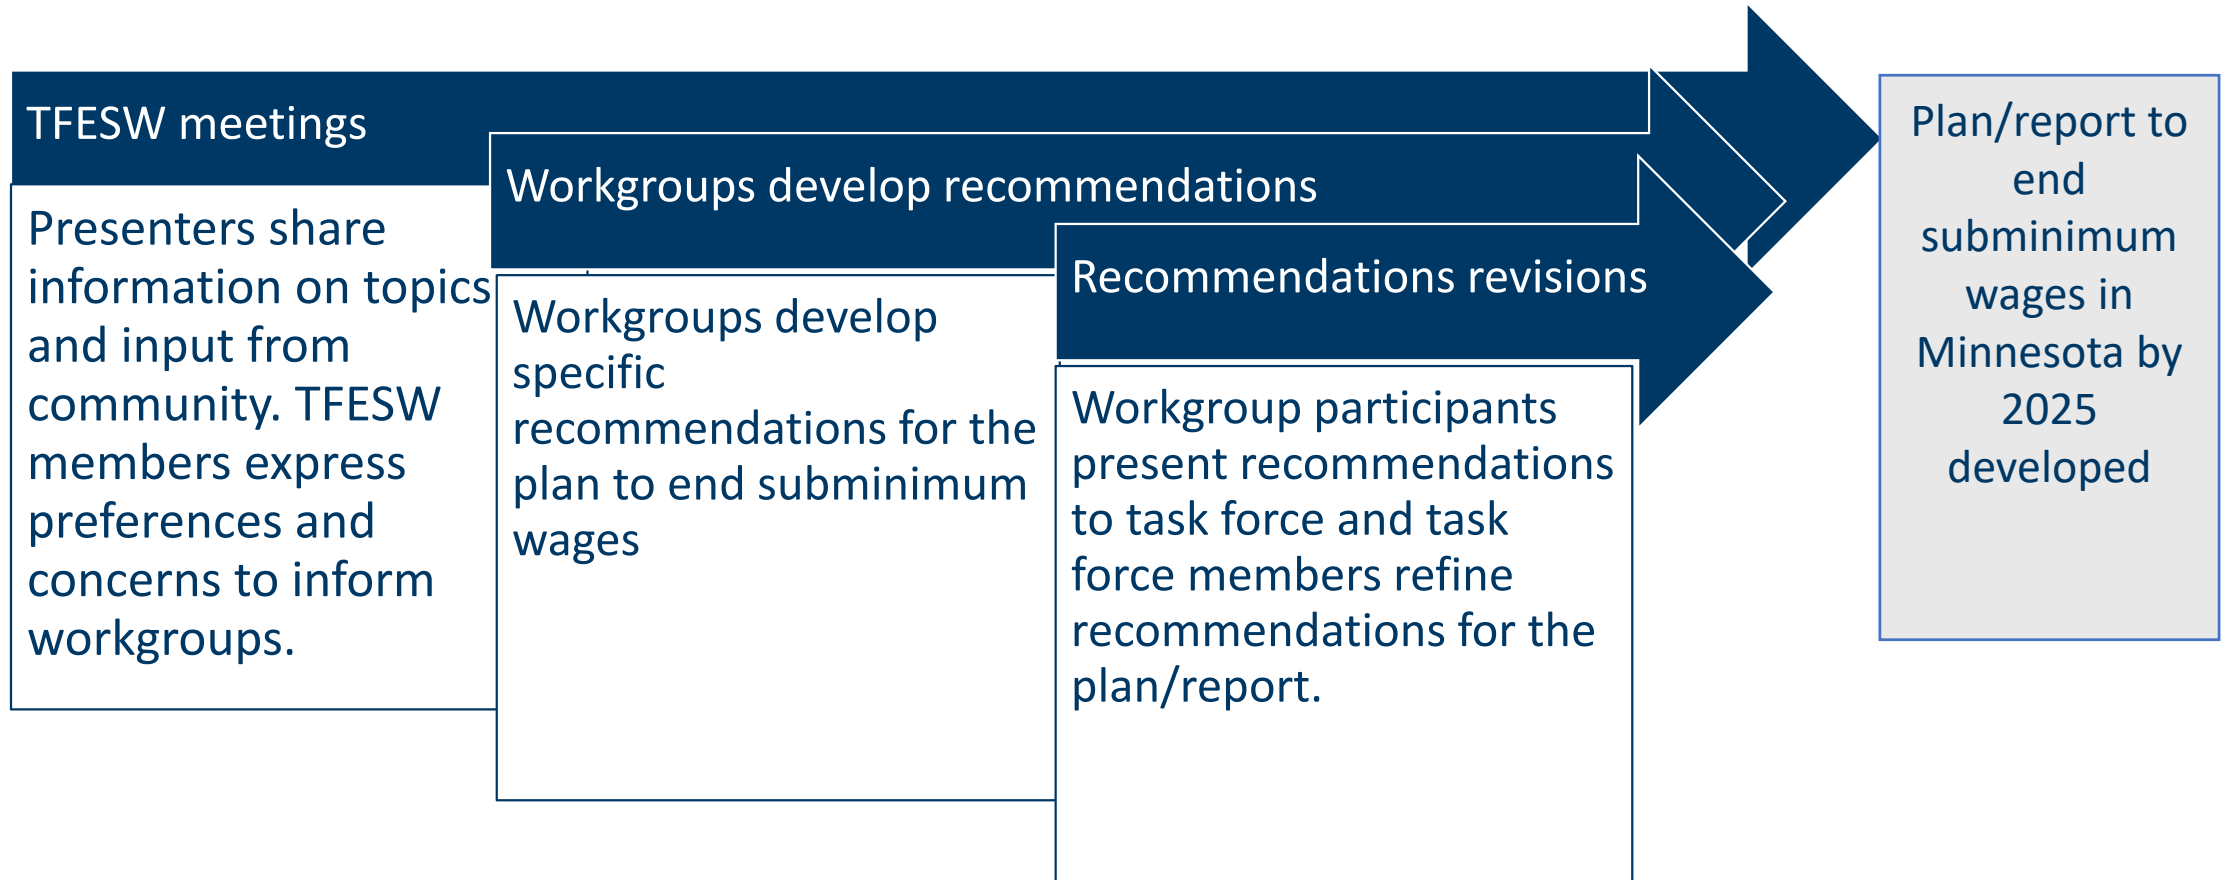 TFESW meetings
Presenters share
information on topics
and input from
community. TFESW
members express
preferences and
concerns to inform
workgroups.
Workgroups develop recommendations
Workgroups develop
specific
recommendations for the
plan to end subminimum
wages
Recommendations revisions
Workgroup participants
present recommendations
to task force and task
force members refine
recommendations for the
plan/report.
Plan/report to
end
subminimum
wages in
Minnesota by
2025
developed